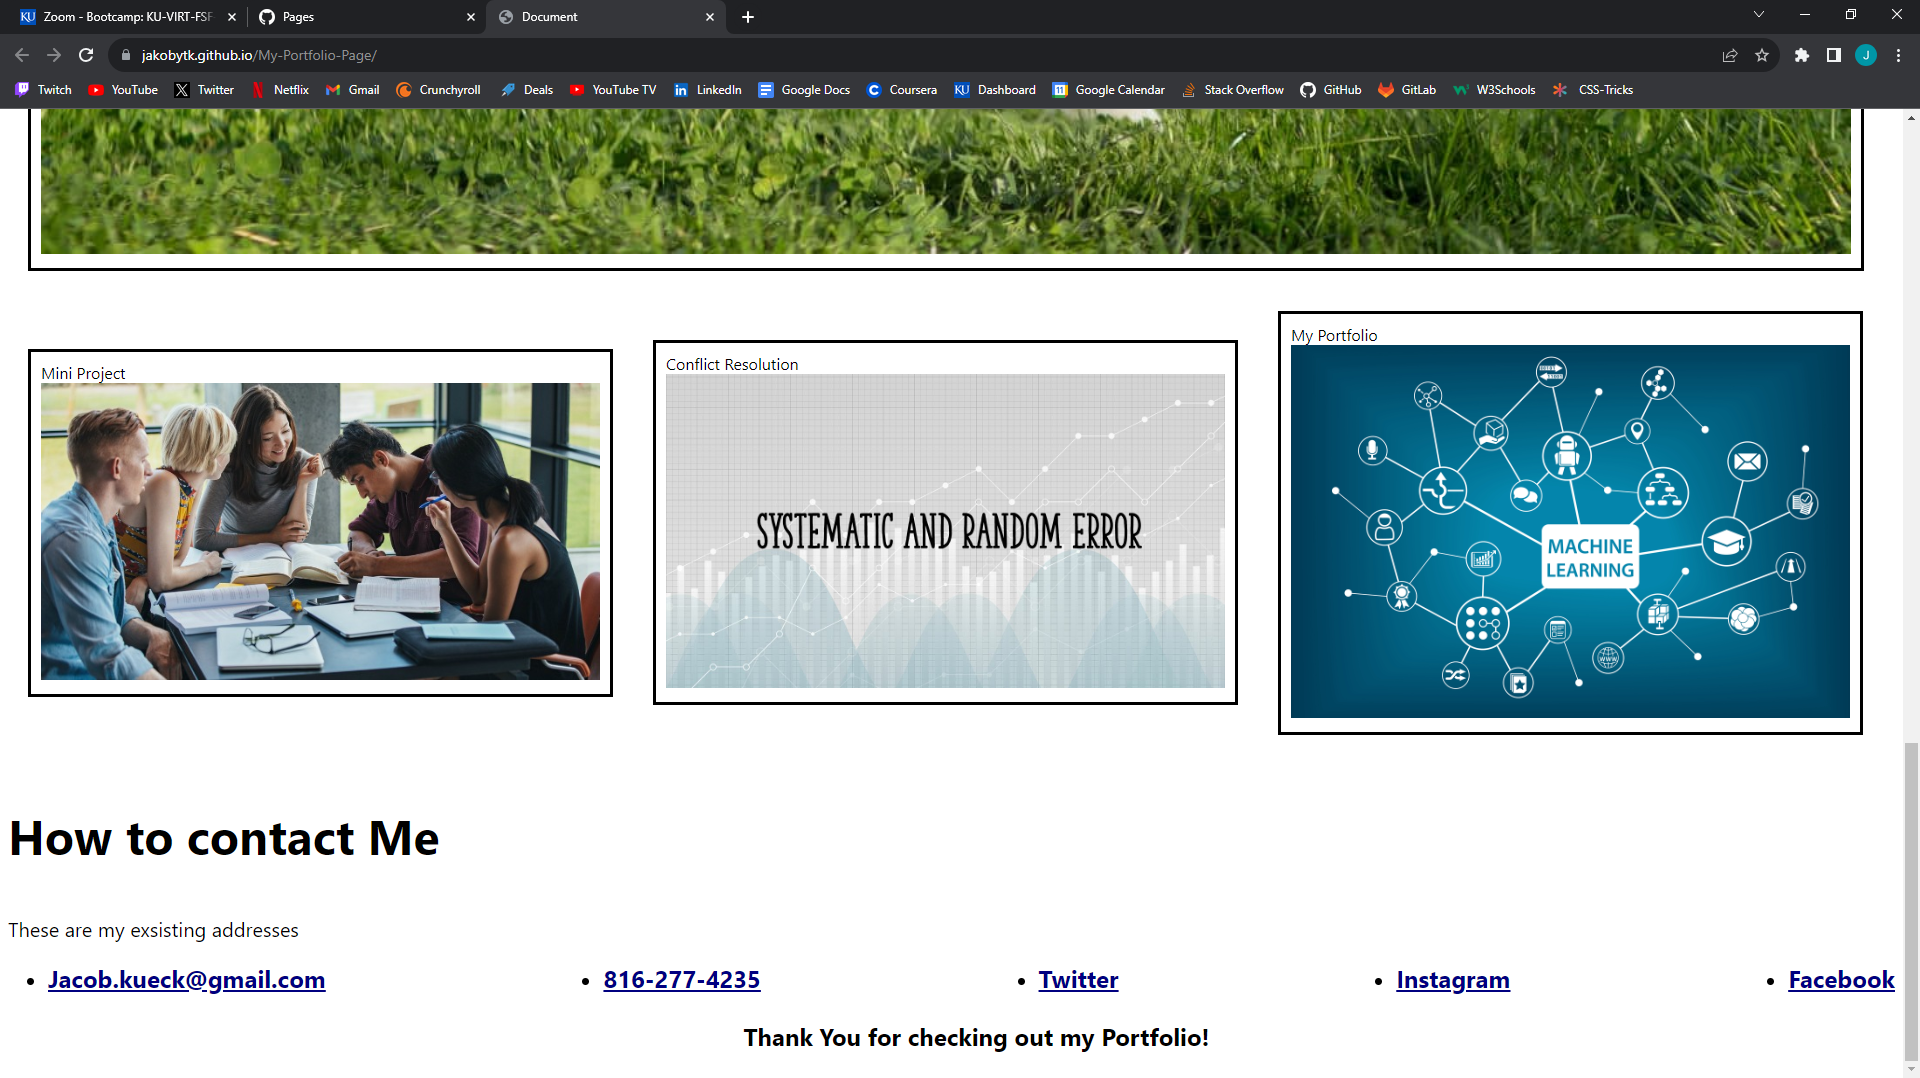 Zoom - Bootcamp: KU-VIRT-FSF
Pages
Document
jakobytk.github.io/My-Portfolio-Page/
J
Twitch
YouTube
Twitter
Netflix
Gmail
Crunchyroll
Deals
YouTube TV
LinkedIn
Google Docs
Coursera
KU Dashboard
Google Calendar
Stack Overflow
GitHub
GitLab
W3Schools
CSS-Tricks
Mini Project
Conflict Resolution
My Portfolio
SYSTEMATIC AND RANDOM ERROR
MACHINE
LEARNING
WWW
How to contact Me
These are my exsisting addresses
• Jacob.kueck@gmail.com
• 816-277-4235
• Twitter
• Instagram
• Facebook
Thank You for checking out my Portfolio!